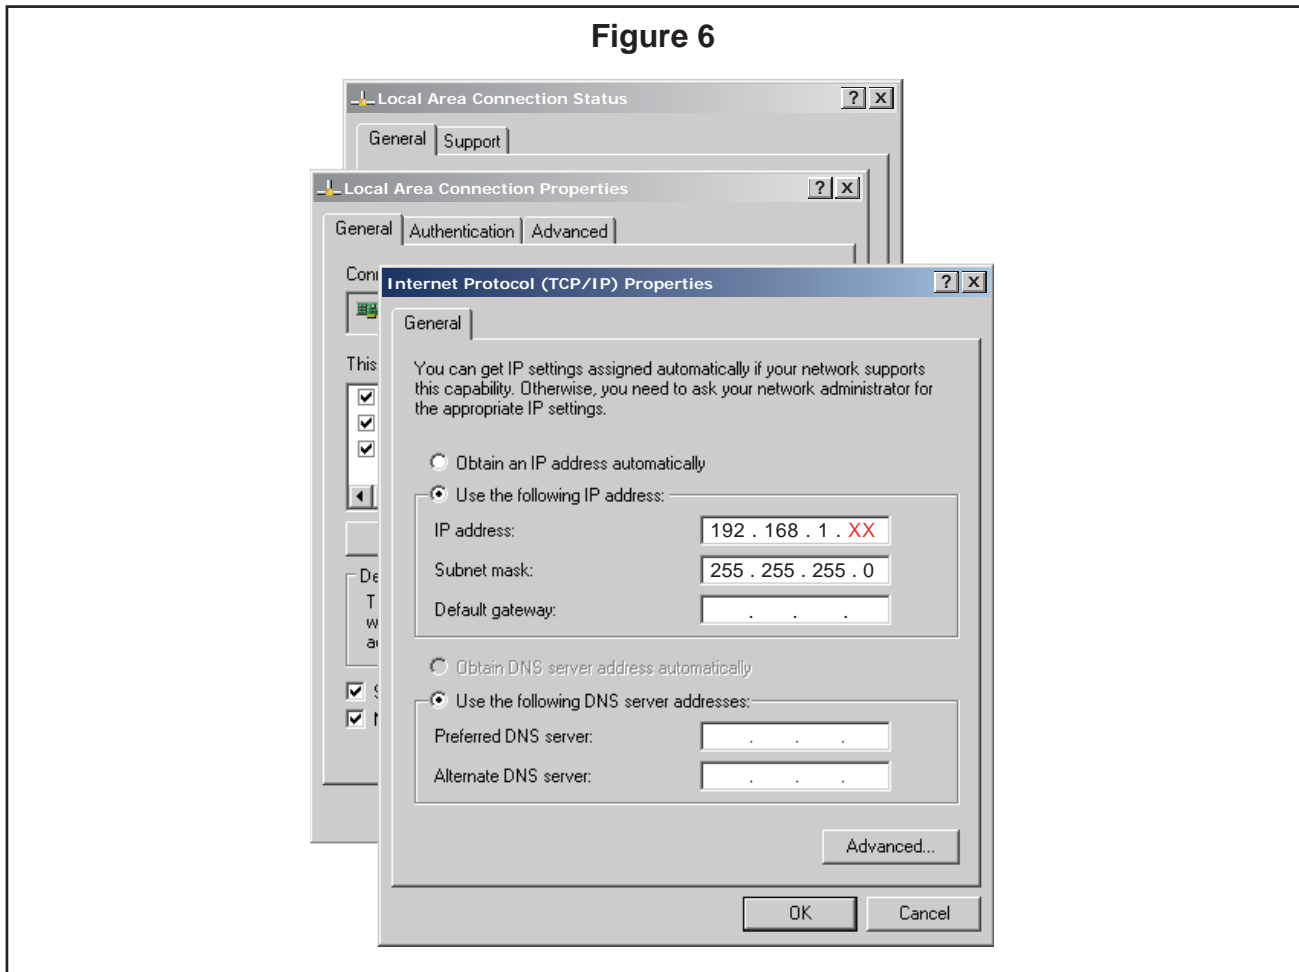 Figure 6
Local Area Connection Status
General
Support
Local Area Connection Properties
General
Authentication
Advanced
Internet Protocol (TCP/IP) Properties
General
You can get IP settings assigned automatically if your network supports
this capability. Otherwise, you need to ask your network administrator for
the appropriate IP settings.
Obtain an IP address automatically
Use the following IP address:
IP address:
192 . 168 . 1 . XX
Subnet mask:
255 . 255 . 255 . 0
Default gateway:
. . .
Obtain DNS server address automatically
Use the following DNS server addresses:
Preferred DNS server:
. . .
Alternate DNS server:
. . .
Advanced...
OK
Cancel
This